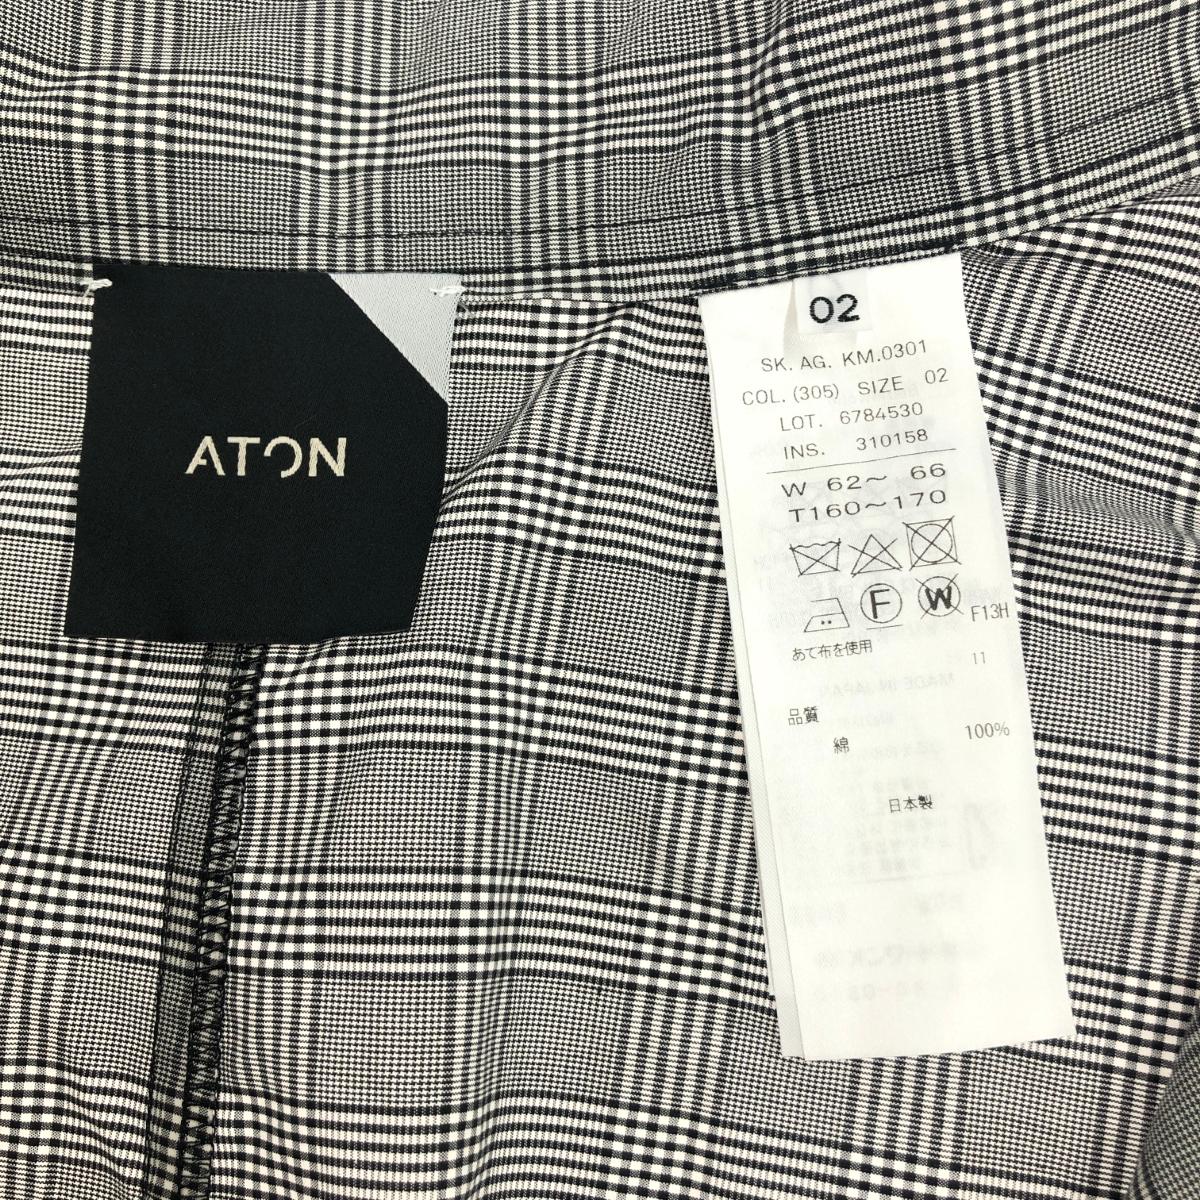 ATON
02
SK. AG. KM.0301
COL. (305) SIZE 02
LOT. 6784530
INS. 310158
W 62～ 66
T160～170
F W F13H
あて布を使用
11
品質
綿 100%
日本製